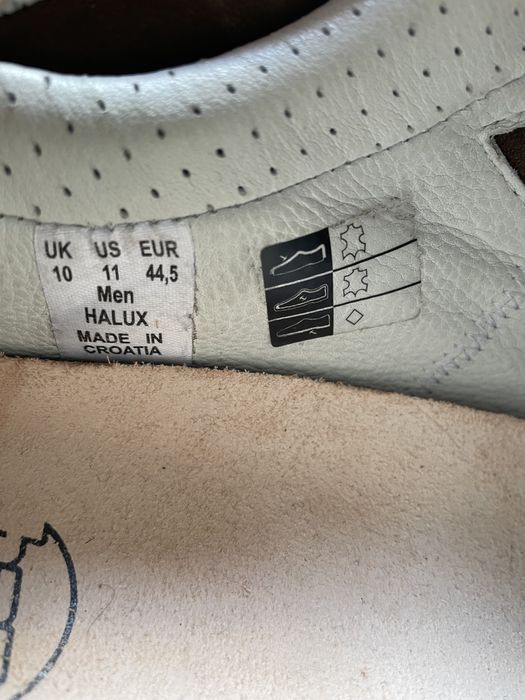 UK US EUR
10 11 44,5
Men
HALUX
MADE IN
CROATIA